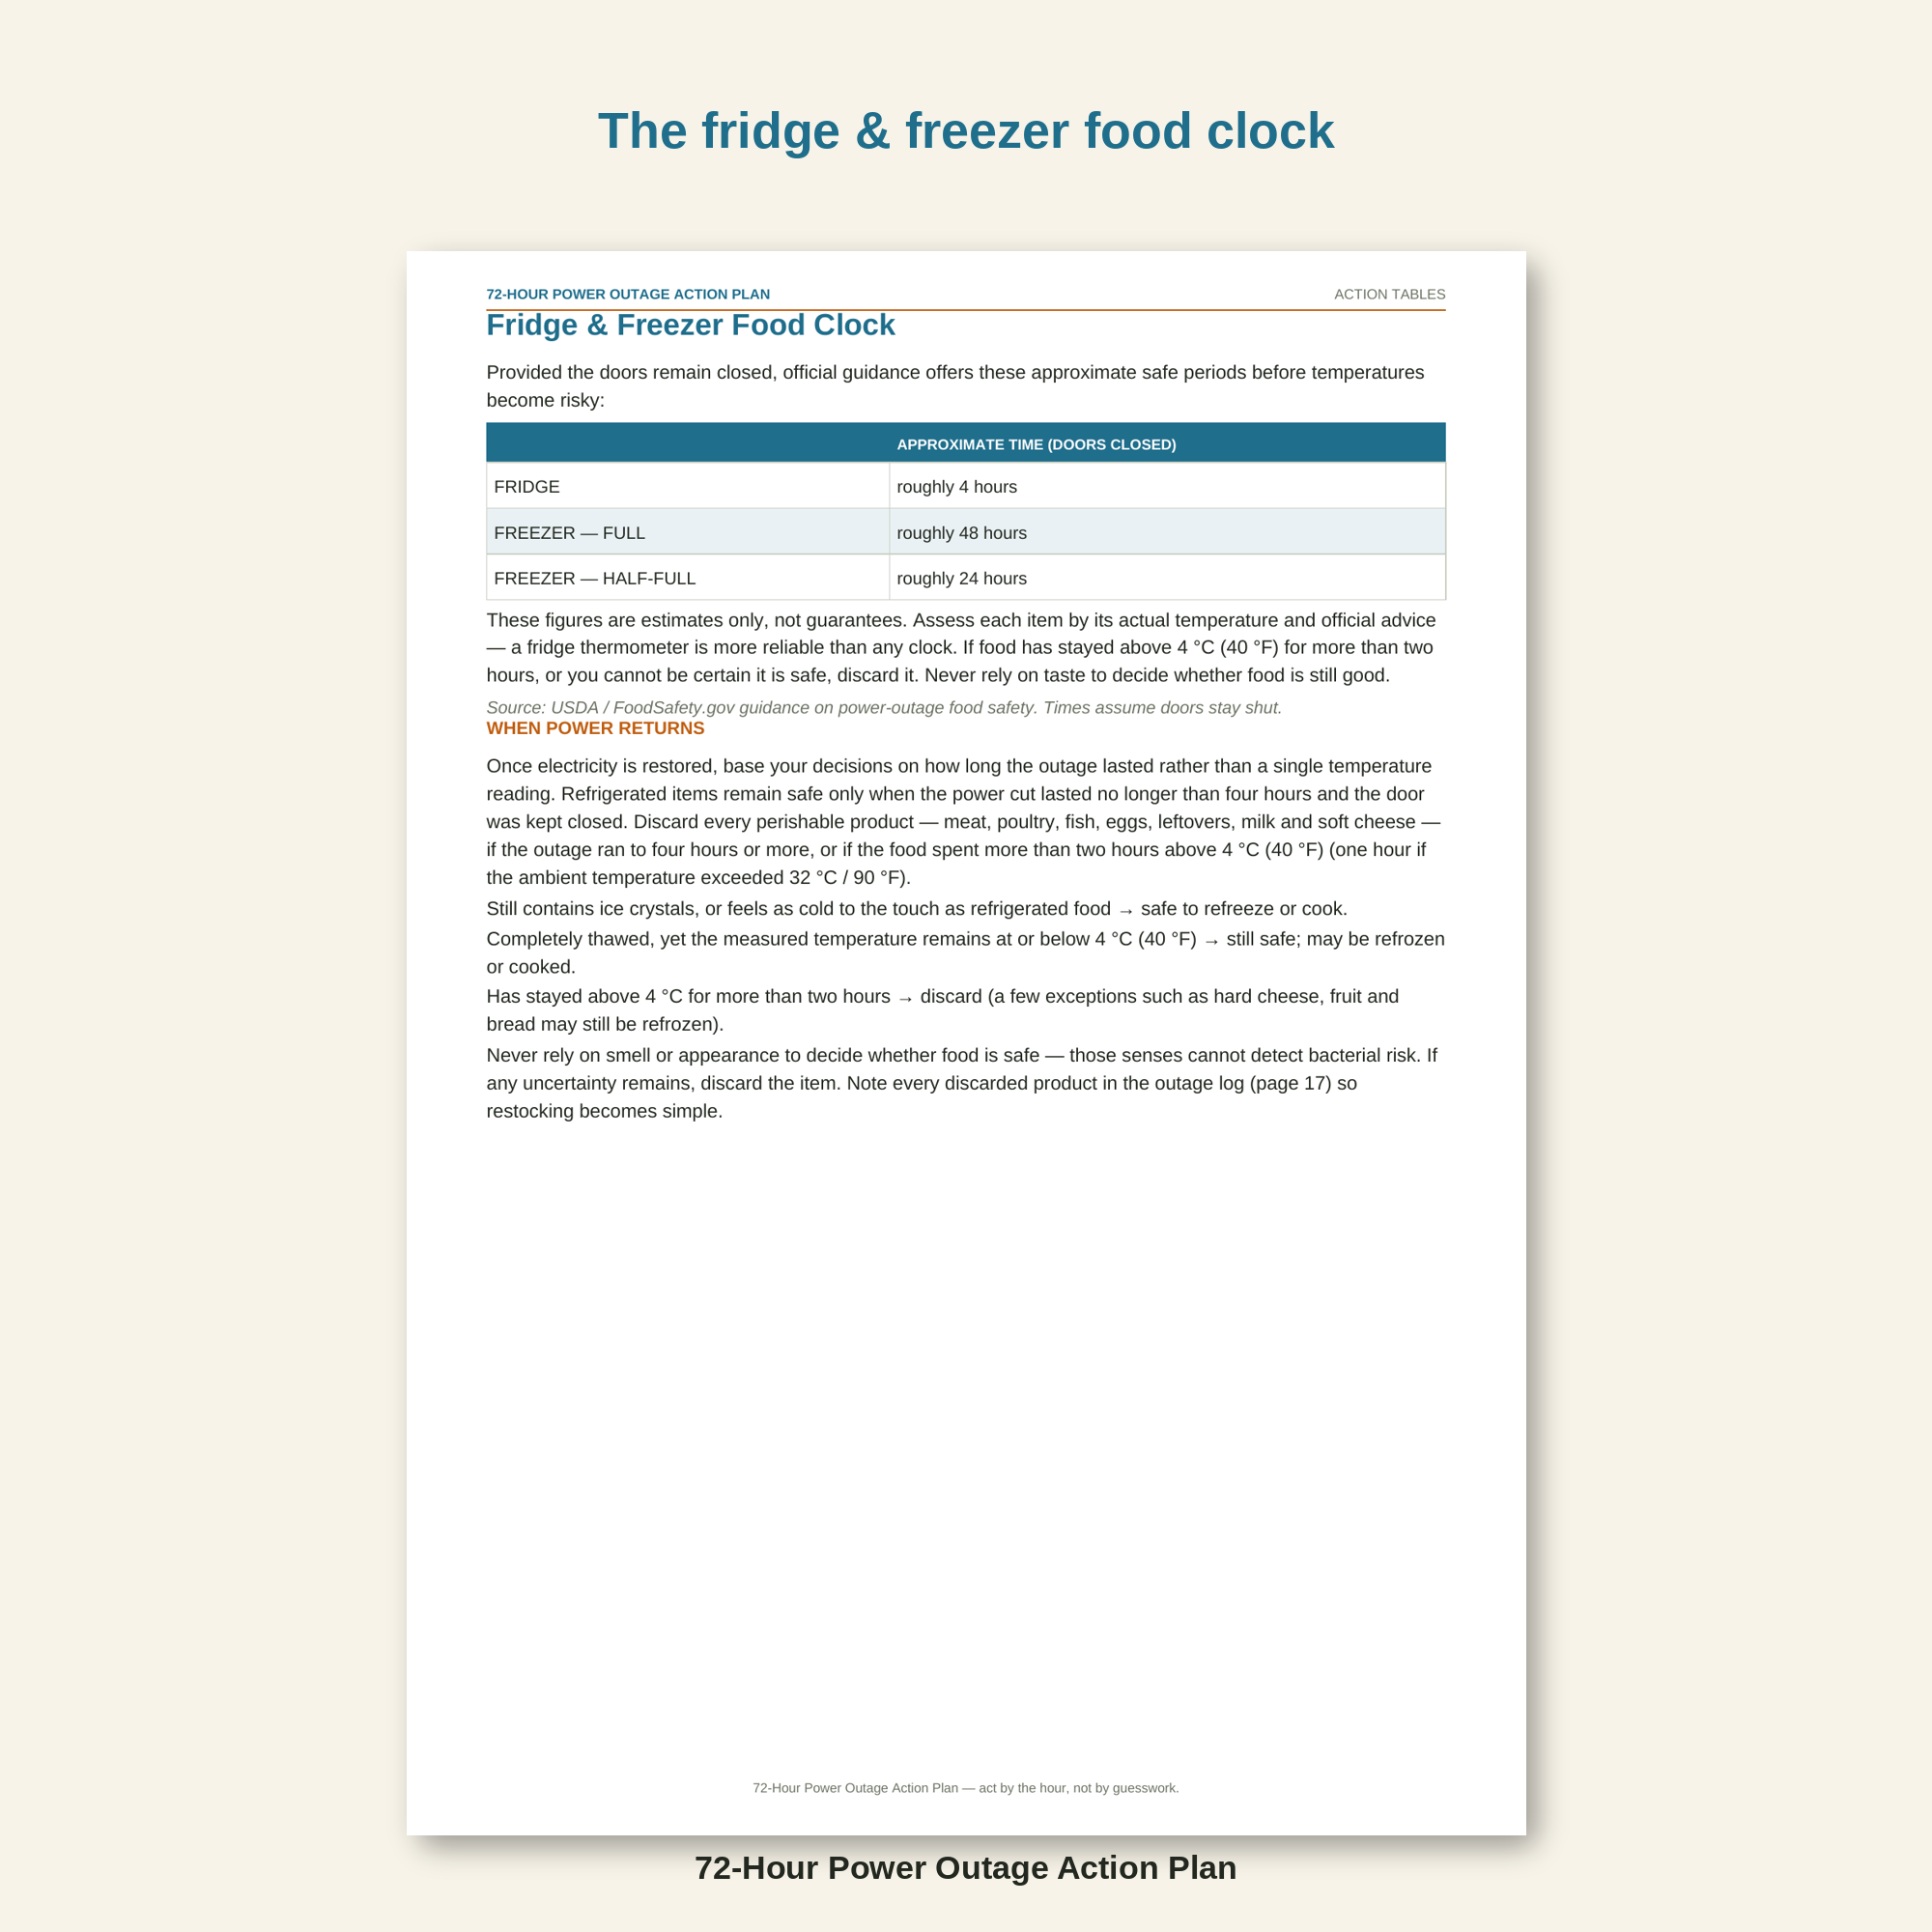 The fridge & freezer food clock
72-HOUR POWER OUTAGE ACTION PLAN
ACTION TABLES
Fridge & Freezer Food Clock
Provided the doors remain closed, official guidance offers these approximate safe periods before temperatures
become risky:
APPROXIMATE TIME (DOORS CLOSED)
FRIDGE
roughly 4 hours
FREEZER — FULL
roughly 48 hours
FREEZER — HALF-FULL
roughly 24 hours
These figures are estimates only, not guarantees. Assess each item by its actual temperature and official advice
— a fridge thermometer is more reliable than any clock. If food has stayed above 4 °C (40 °F) for more than two
hours, or you cannot be certain it is safe, discard it. Never rely on taste to decide whether food is still good.
Source: USDA / FoodSafety.gov guidance on power-outage food safety. Times assume doors stay shut.
WHEN POWER RETURNS
Once electricity is restored, base your decisions on how long the outage lasted rather than a single temperature
reading. Refrigerated items remain safe only when the power cut lasted no longer than four hours and the door
was kept closed. Discard every perishable product — meat, poultry, fish, eggs, leftovers, milk and soft cheese —
if the outage ran to four hours or more, or if the food spent more than two hours above 4 °C (40 °F) (one hour if
the ambient temperature exceeded 32 °C / 90 °F).
Still contains ice crystals, or feels as cold to the touch as refrigerated food → safe to refreeze or cook.
Completely thawed, yet the measured temperature remains at or below 4 °C (40 °F) → still safe; may be refrozen
or cooked.
Has stayed above 4 °C for more than two hours → discard (a few exceptions such as hard cheese, fruit and
bread may still be refrozen).
Never rely on smell or appearance to decide whether food is safe — those senses cannot detect bacterial risk. If
any uncertainty remains, discard the item. Note every discarded product in the outage log (page 17) so
restocking becomes simple.
72-Hour Power Outage Action Plan — act by the hour, not by guesswork.
72-Hour Power Outage Action Plan